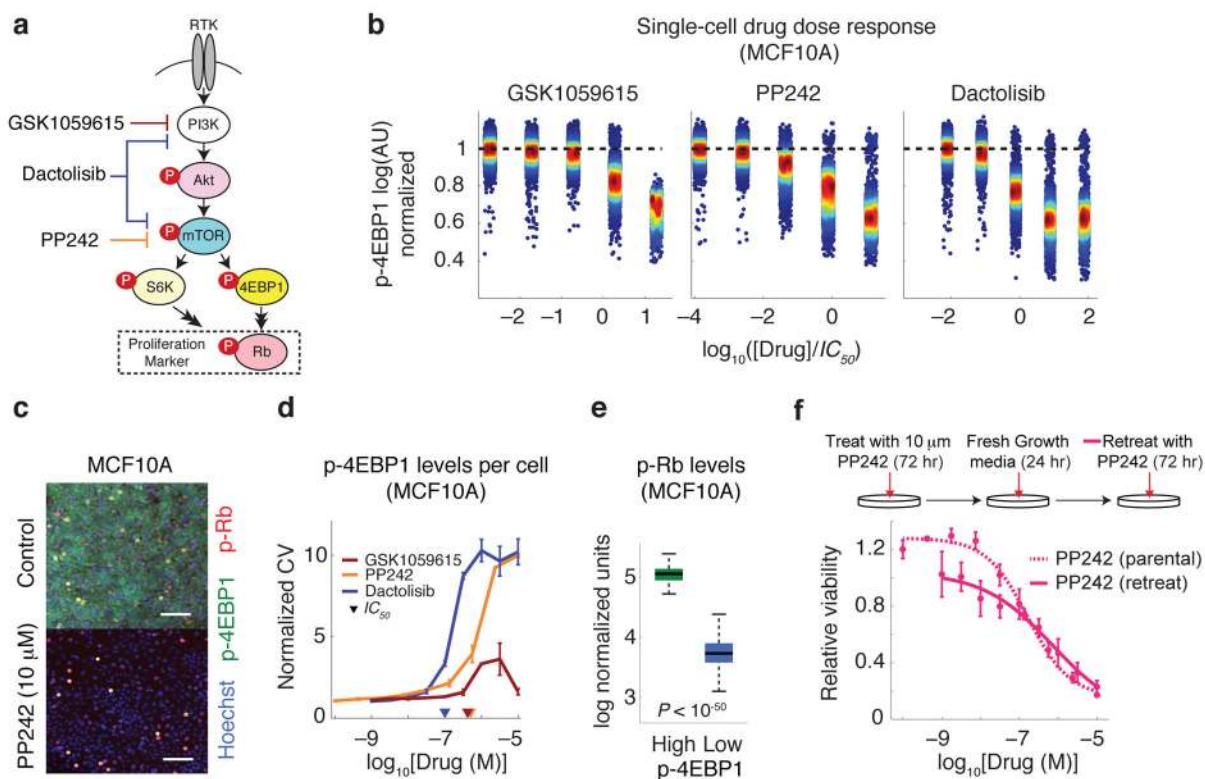 a
RTK
GSK1059615
PI3K
Dactolisib
P
Akt
PP242
P
mTOR
P
S6K
P
4EBP1
Proliferation
Marker
P
Rb
b
Single-cell drug dose response
(MCF10A)
GSK1059615
PP242
Dactolisib
p-4EBP1 log(AU)
normalized
1
0.8
0.6
0.4
−2
−1
0
1
−4
−2
0
−2
−1
0
1
2
log10([Drug]/IC50)
c
MCF10A
Control
PP242 (10 μM)
Hoechst p-4EBP1 p-Rb
d
p-4EBP1 levels per cell
(MCF10A)
Normalized CV
10
5
0
GSK1059615
PP242
Dactolisib
IC50
−9
−7
−5
log10[Drug (M)]
e
p-Rb levels
(MCF10A)
log normalized units
5
4
3
P < 10-50
High Low
p-4EBP1
f
Treat with 10 μm
PP242 (72 hr)
Fresh Growth
media (24 hr)
Retreat with
PP242 (72 hr)
Relative viability
1.2
0.8
0.4
0
PP242 (parental)
PP242 (retreat)
−9
−7
−5
log10[Drug (M)]